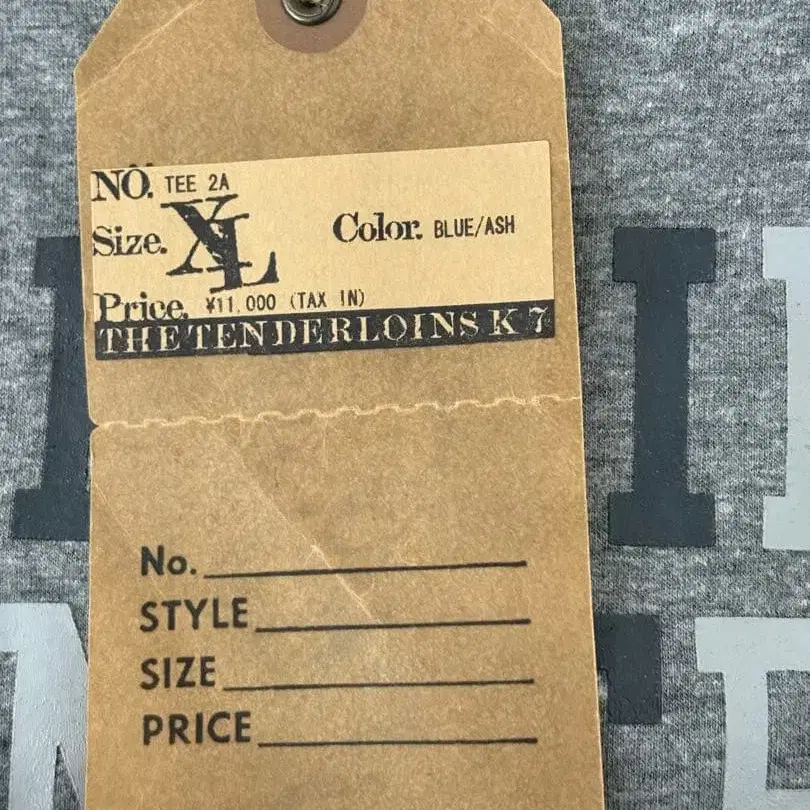 NÖ. TEE 2A
Size. XL Color. BLUE/ASH
Price. ¥11,000 (TAX IN)
THE TENDERLOINS K 7
No.
STYLE
SIZE
PRICE